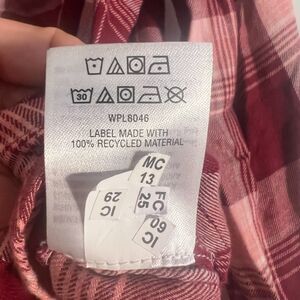 30
WPL8046
LABEL MADE WITH
100% RECYCLED MATERIAL
MC
13
IC
29
FC
25
IC
60